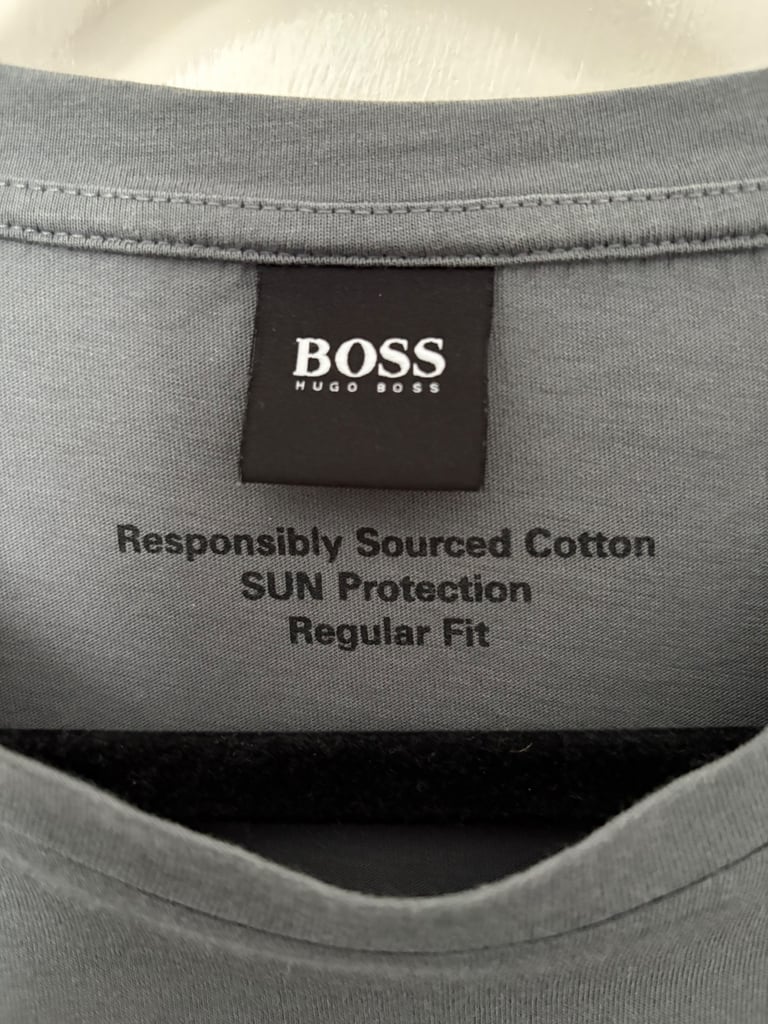 BOSS
HUGO BOSS
Responsibly Sourced Cotton
SUN Protection
Regular Fit